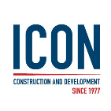 ICON
CONSTRUCTION AND DEVELOPMENT
SINCE 1977